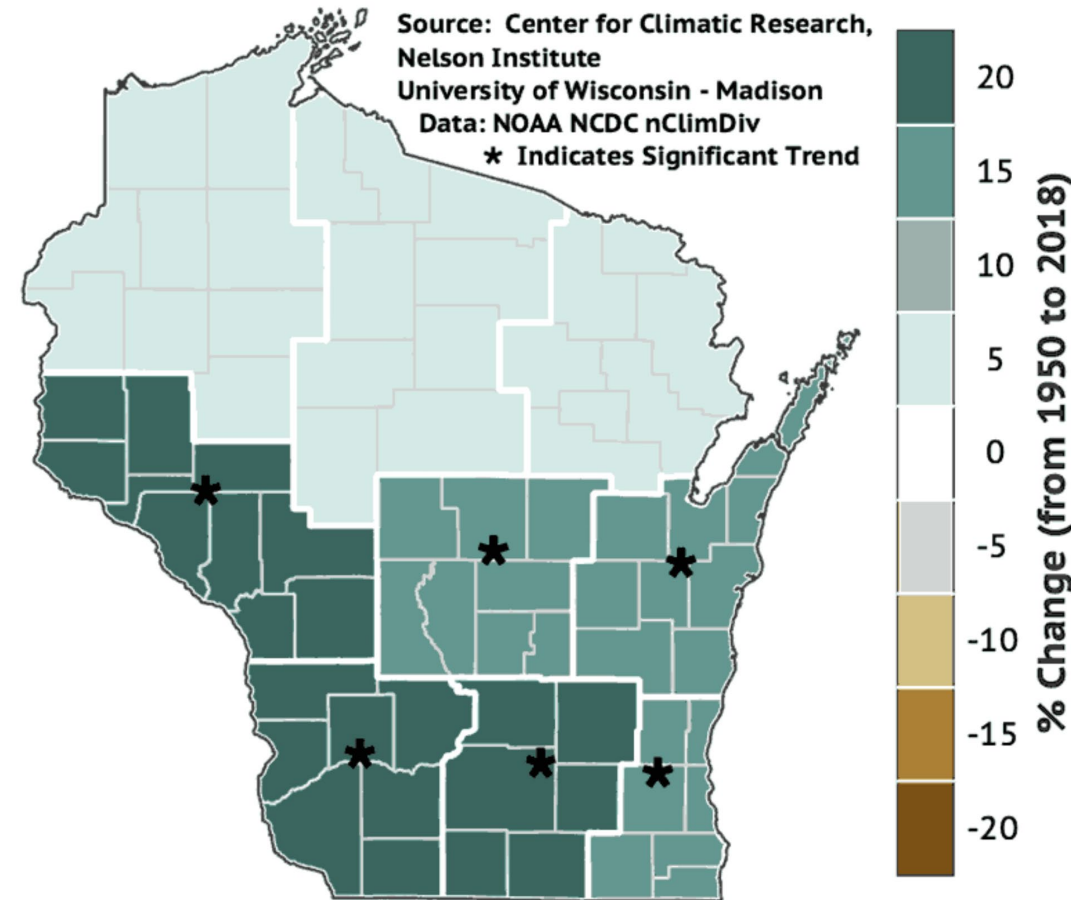 Source: Center for Climatic Research,
Nelson Institute
University of Wisconsin - Madison
Data: NOAA NCDC nClimDiv
* Indicates Significant Trend
20
15
10
5
0
-5
-10
-15
-20
% Change (from 1950 to 2018)